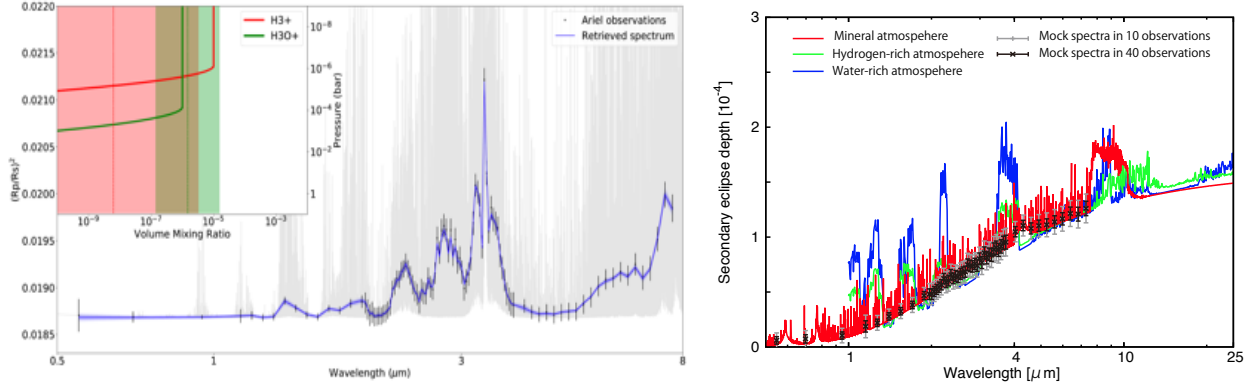 0.0220
0.0215
0.0210
0.0205
0.0200
0.0195
0.0190
0.0185
(Rp/Rs)²
H3+
H3O+
10⁻⁸
10⁻⁶
10⁻⁴
10⁻²
1
Pressure (bar)
10⁻⁹
10⁻⁷
10⁻⁵
10⁻³
Volume Mixing Ratio
Ariel observations
Retrieved spectrum
0.5
1
3
8
Wavelength (μm)
3
2
1
0
Secondary eclipse depth [10⁻⁴]
Mineral atmospehere
Hydrogen-rich atmospehere
Water-rich atmospehere
Mock spectra in 10 observations
Mock spectra in 40 observations
1
2
4
10
25
Wavelength [μ m]